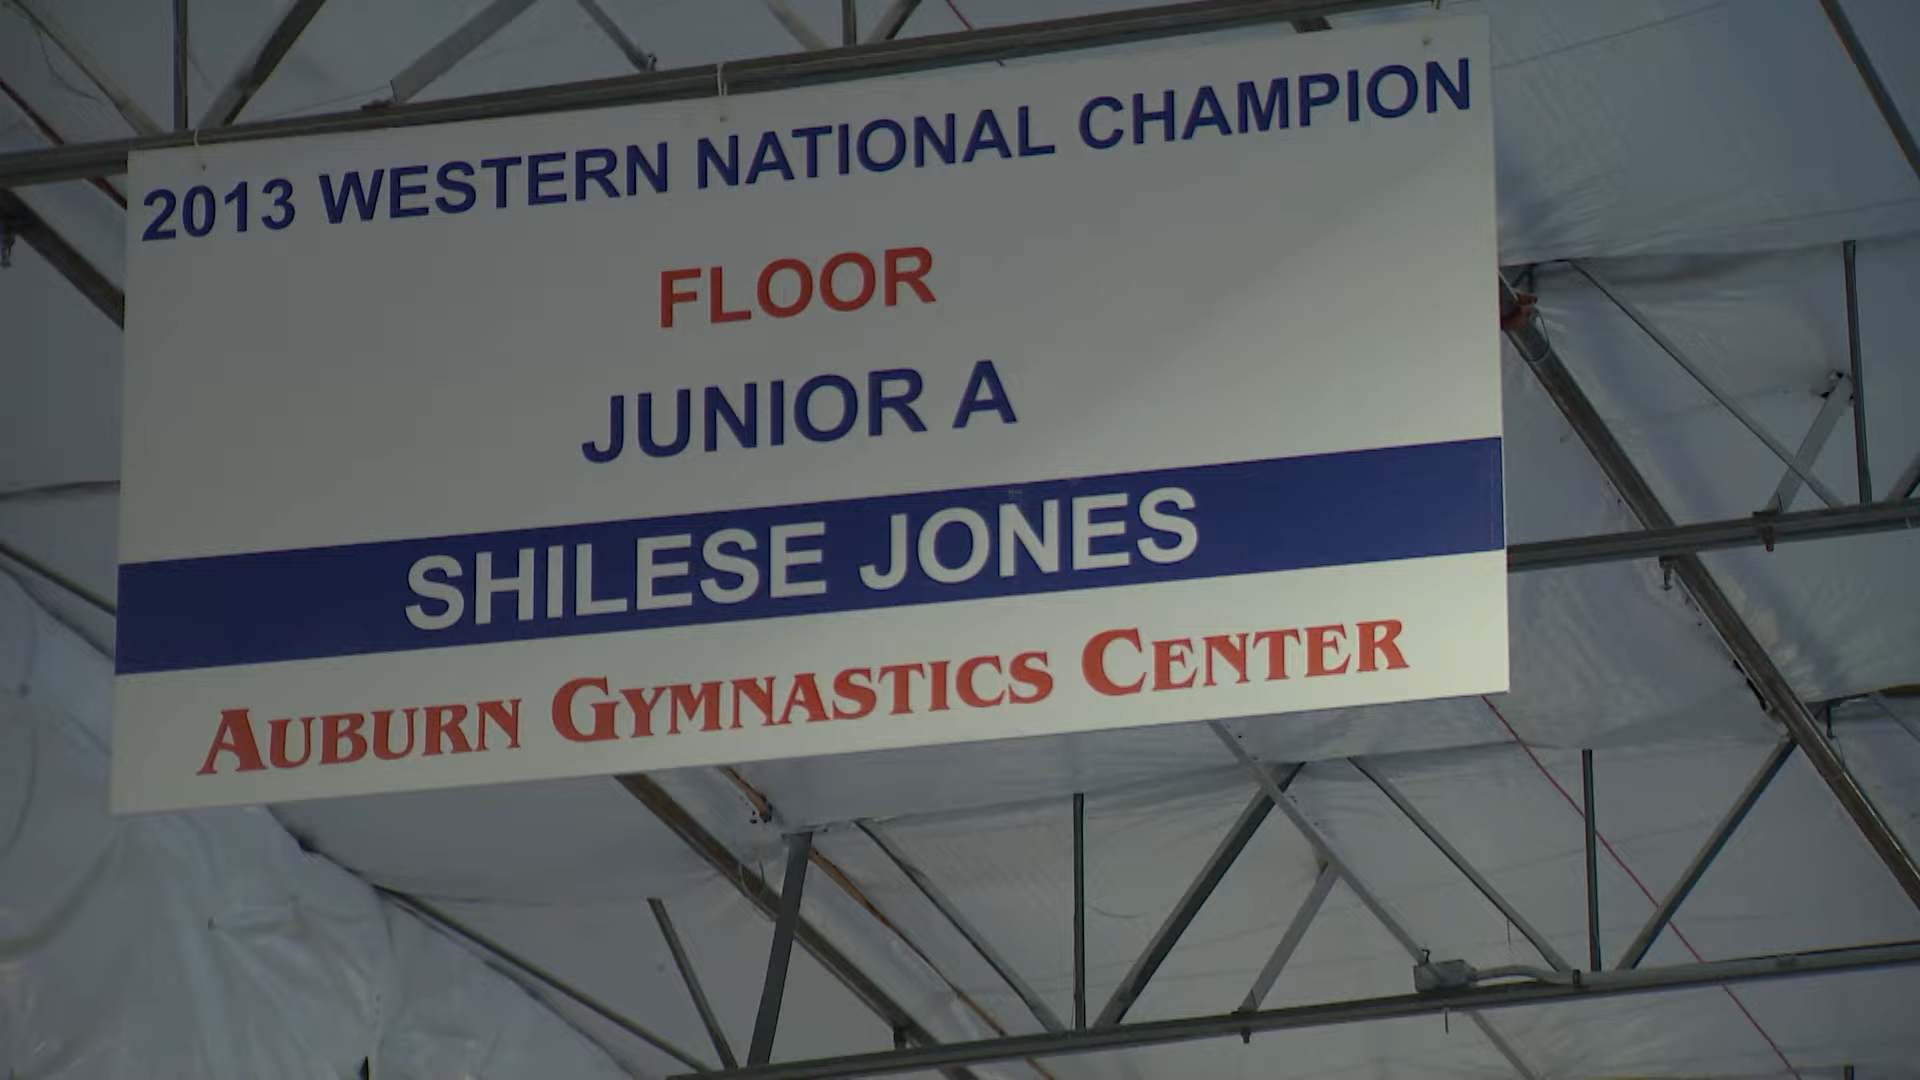 2013 WESTERN NATIONAL CHAMPION
FLOOR
JUNIOR A
SHILESE JONES
AUBURN GYMNASTICS CENTER